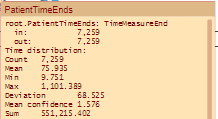 PatientTimeEnds
root.PatientTimeEnds: TimeMeasureEnd
in: 7,259
out: 7,259
Time distribution:
Count 7,259
Mean 75.935
Min 9.751
Max 1,101.389
Deviation 68.525
Mean confidence 1.576
Sum 551,215.402